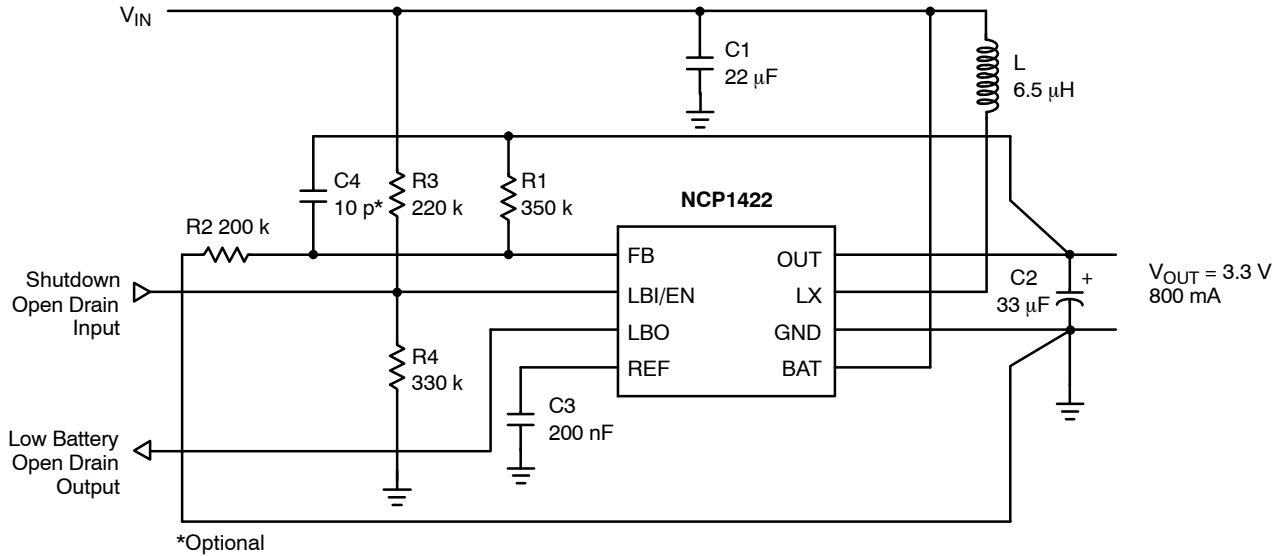 VIN
C1
22 μF
L
6.5 μH
C4
10 p*
R3
220 k
R1
350 k
NCP1422
R2 200 k
FB
OUT
Shutdown
Open Drain
Input
LBI/EN
LX
C2
33 μF
+
VOUT = 3.3 V
800 mA
LBO
GND
R4
330 k
REF
BAT
C3
200 nF
Low Battery
Open Drain
Output
*Optional